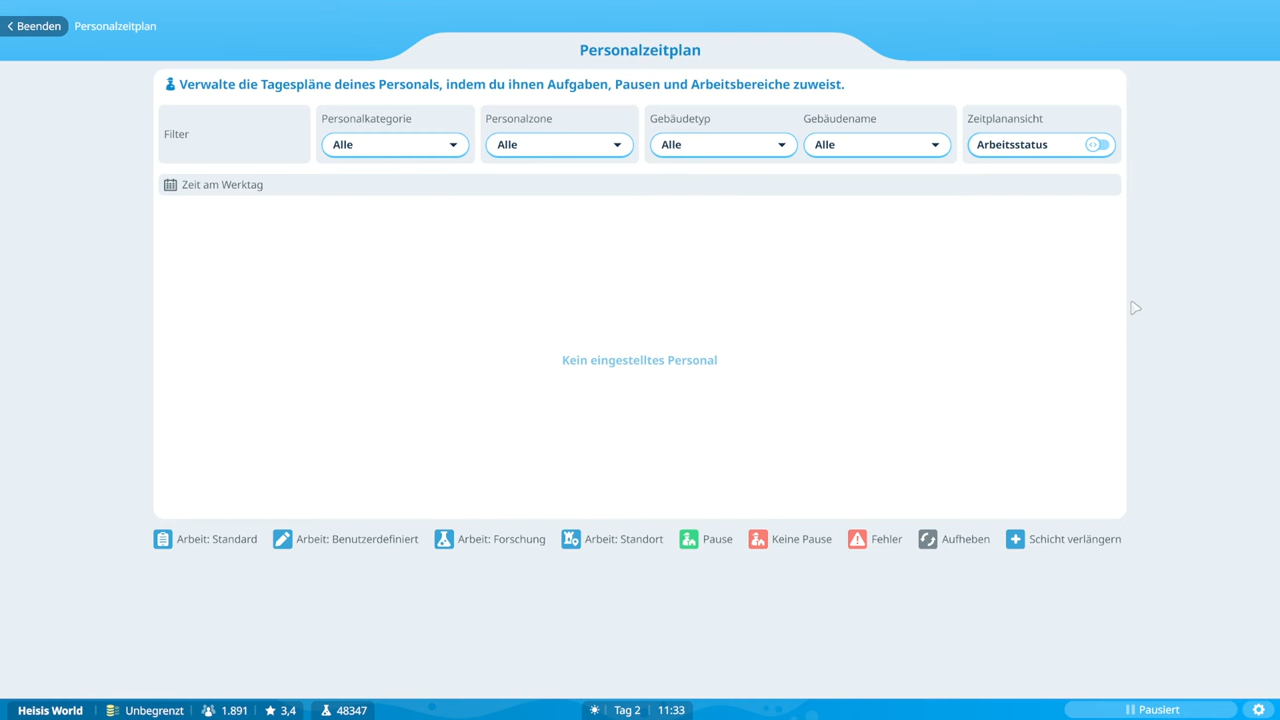 Beenden Personalzeitplan
Personalzeitplan
Verwalte die Tagespläne deines Personals, indem du ihnen Aufgaben, Pausen und Arbeitsbereiche zuweist.
Filter
Personalkategorie
Alle
Personalzone
Alle
Gebäudetyp
Alle
Gebäudename
Alle
Zeitplanansicht
Arbeitsstatus
Zeit am Werktag
Kein eingestelltes Personal
Arbeit: Standard Arbeit: Benutzerdefiniert Arbeit: Forschung Arbeit: Standort Pause Keine Pause Fehler Aufheben Schicht verlängern
Heisis World Unbegrenzt 1.891 3,4 48347 Tag 2 11:33 Pausiert